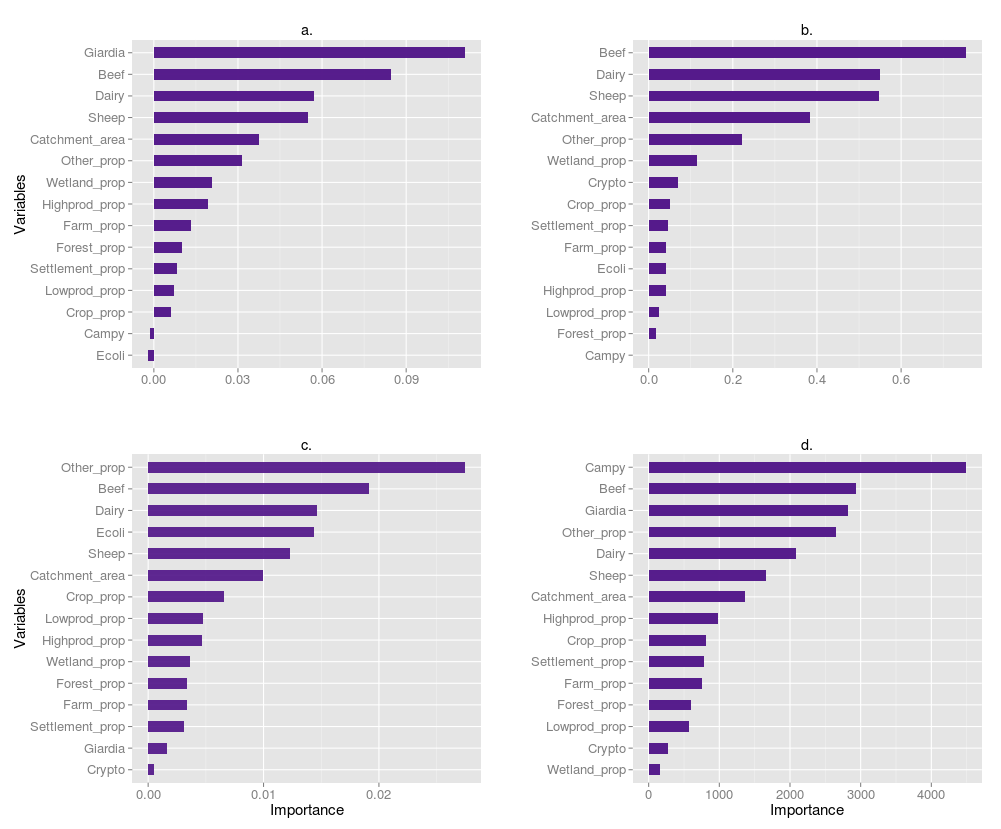 a.
Variables
Giardia
Beef
Dairy
Sheep
Catchment_area
Other_prop
Wetland_prop
Highprod_prop
Farm_prop
Forest_prop
Settlement_prop
Lowprod_prop
Crop_prop
Campy
Ecoli
0.00 0.03 0.06 0.09
b.
Beef
Dairy
Sheep
Catchment_area
Other_prop
Wetland_prop
Crypto
Crop_prop
Settlement_prop
Farm_prop
Ecoli
Highprod_prop
Lowprod_prop
Forest_prop
Campy
0.0 0.2 0.4 0.6
c.
Variables
Other_prop
Beef
Dairy
Ecoli
Sheep
Catchment_area
Crop_prop
Lowprod_prop
Highprod_prop
Wetland_prop
Forest_prop
Farm_prop
Settlement_prop
Giardia
Crypto
0.00 0.01 0.02
Importance
d.
Campy
Beef
Giardia
Other_prop
Dairy
Sheep
Catchment_area
Highprod_prop
Crop_prop
Settlement_prop
Farm_prop
Forest_prop
Lowprod_prop
Crypto
Wetland_prop
0 1000 2000 3000 4000
Importance